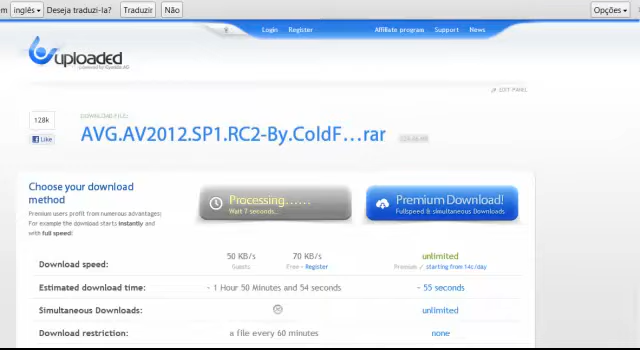 em inglês Deseja traduzi-la? Traduzir Não Opções
Login Register Affiliate program Support News
uploaded
EDIT PANEL
128k
Like
DOWNLOAD FILE:
AVG.AV2012.SP1.RC2-By.ColdF...rar
Choose your download
method
Premium users profit from numerous advantages:
For example the download starts instantly and
with full speed!
Processing......
Wait 7 seconds...
Premium Download!
Fullspeed & simultaneous Downloads
50 KB/s 70 KB/s unlimited
Download speed:
Guests Free - Register Premium ✓ starting from 14c/day
Estimated download time: ~ 1 Hour 50 Minutes and 54 seconds ~ 55 seconds
Simultaneous Downloads: unlimited
Download restriction: a file every 60 minutes none